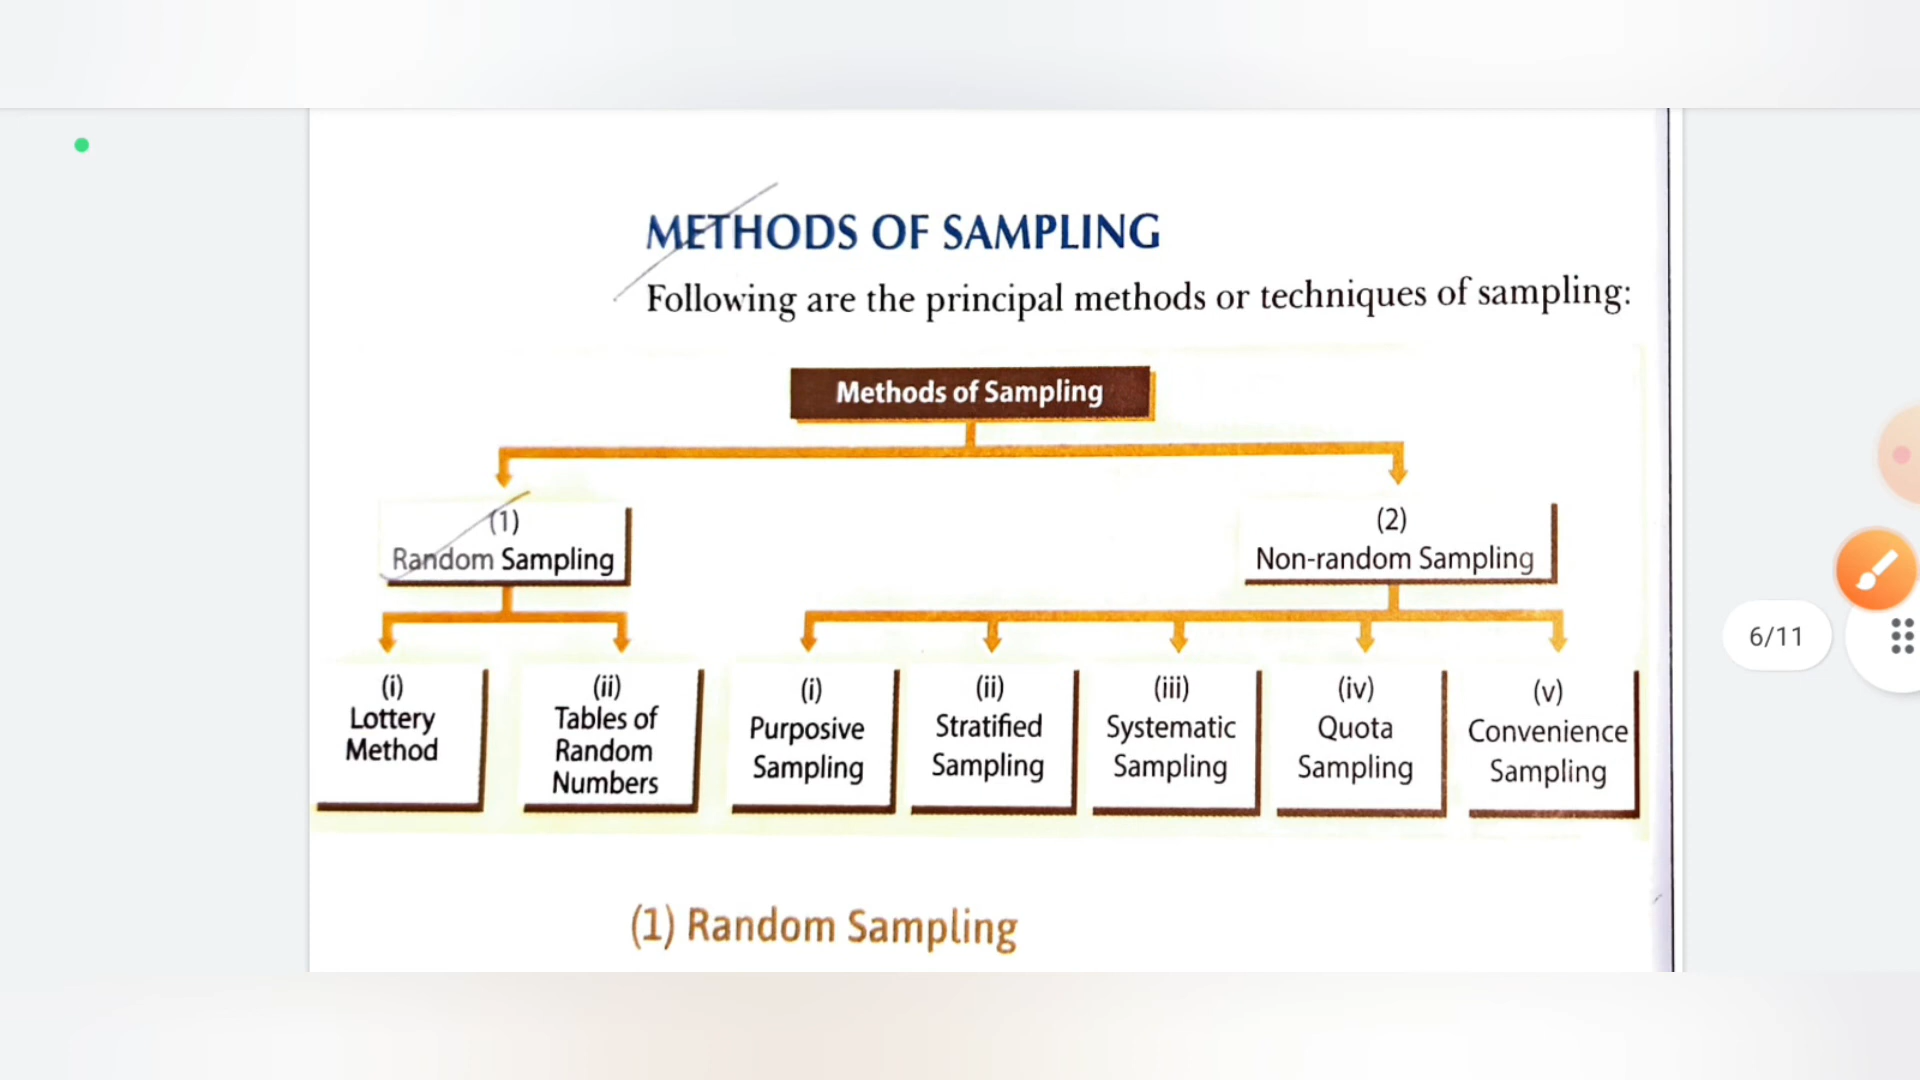 METHODS OF SAMPLING
Following are the principal methods or techniques of sampling:
Methods of Sampling
(1)
Random Sampling
(2)
Non-random Sampling
(i)
Lottery
Method
(ii)
Tables of
Random
Numbers
(i)
Purposive
Sampling
(ii)
Stratified
Sampling
(iii)
Systematic
Sampling
(iv)
Quota
Sampling
(v)
Convenience
Sampling
6/11
(1) Random Sampling